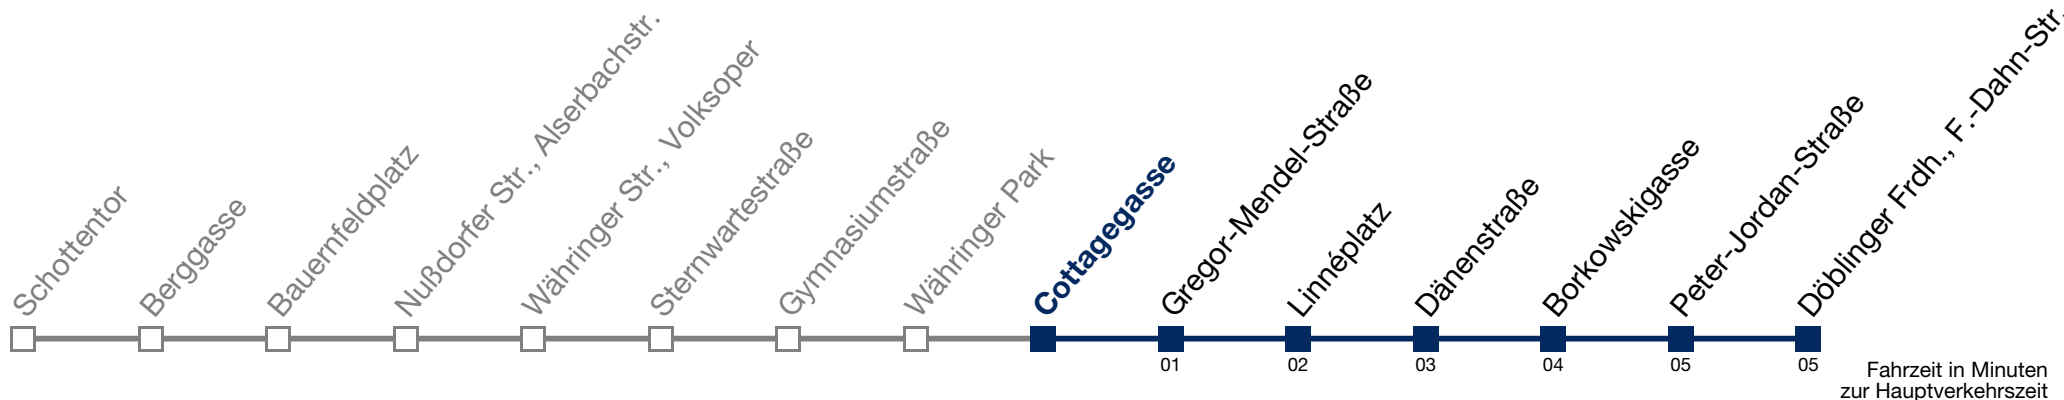 Schottentor
Berggasse
Bauernfeldplatz
Nußdorfer Str., Alserbachstr.
Währinger Str., Volksoper
Sternwartestraße
Gymnasiumstraße
Währinger Park
Cottagegasse
Gregor-Mendel-Straße
Linnéplatz
Dänenstraße
Borkowskigasse
Peter-Jordan-Straße
Döblinger Frdh., F.-Dahn-Str.
01 02 03 04 05 05
Fahrzeit in Minuten
zur Hauptverkehrszeit